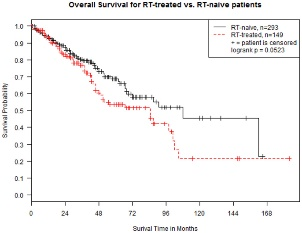 Overall Survival for RT-treated vs. RT-naive patients
RT-naive, n=293
RT-treated, n=149
+ = patient is censored
logrank p = 0.0523
Survival Probability
1.0
0.9
0.8
0.7
0.6
0.5
0.4
0.3
0.2
0.1
0.0
0 24 48 72 96 120 144 168
Surival Time in Months